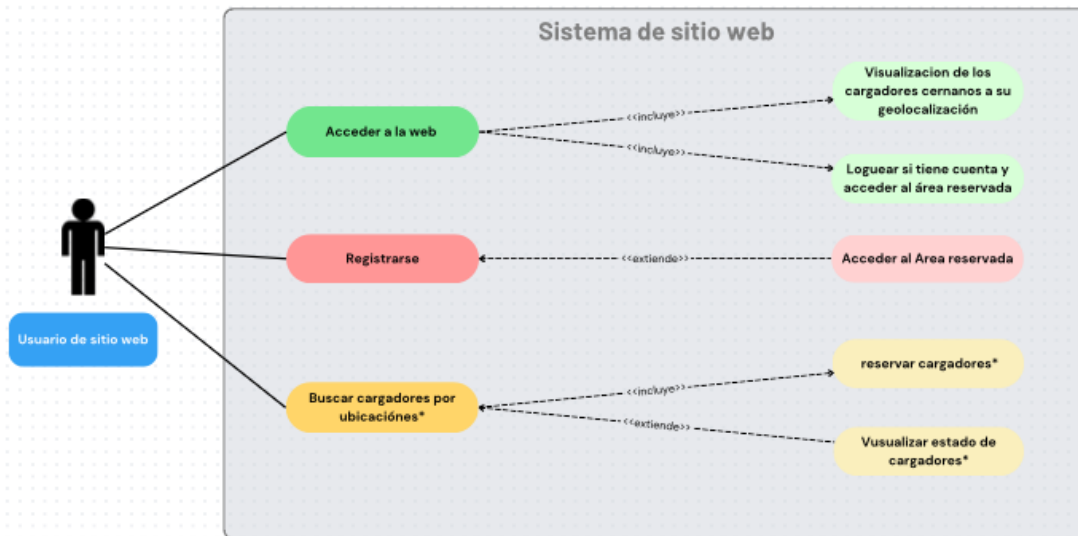 Sistema de sitio web
Visualizacion de los
cargadores cernanos a su
geolocalización
Acceder a la web
<<incluye>>
<<incluye>>
Loguear si tiene cuenta y
acceder al área reservada
Registrarse
<<extiende>>
Acceder al Area reservada
Usuario de sitio web
reservar cargadores*
<<incluye>>
Buscar cargadores por
ubicaciónes*
<<extiende>>
Vusualizar estado de
cargadores*